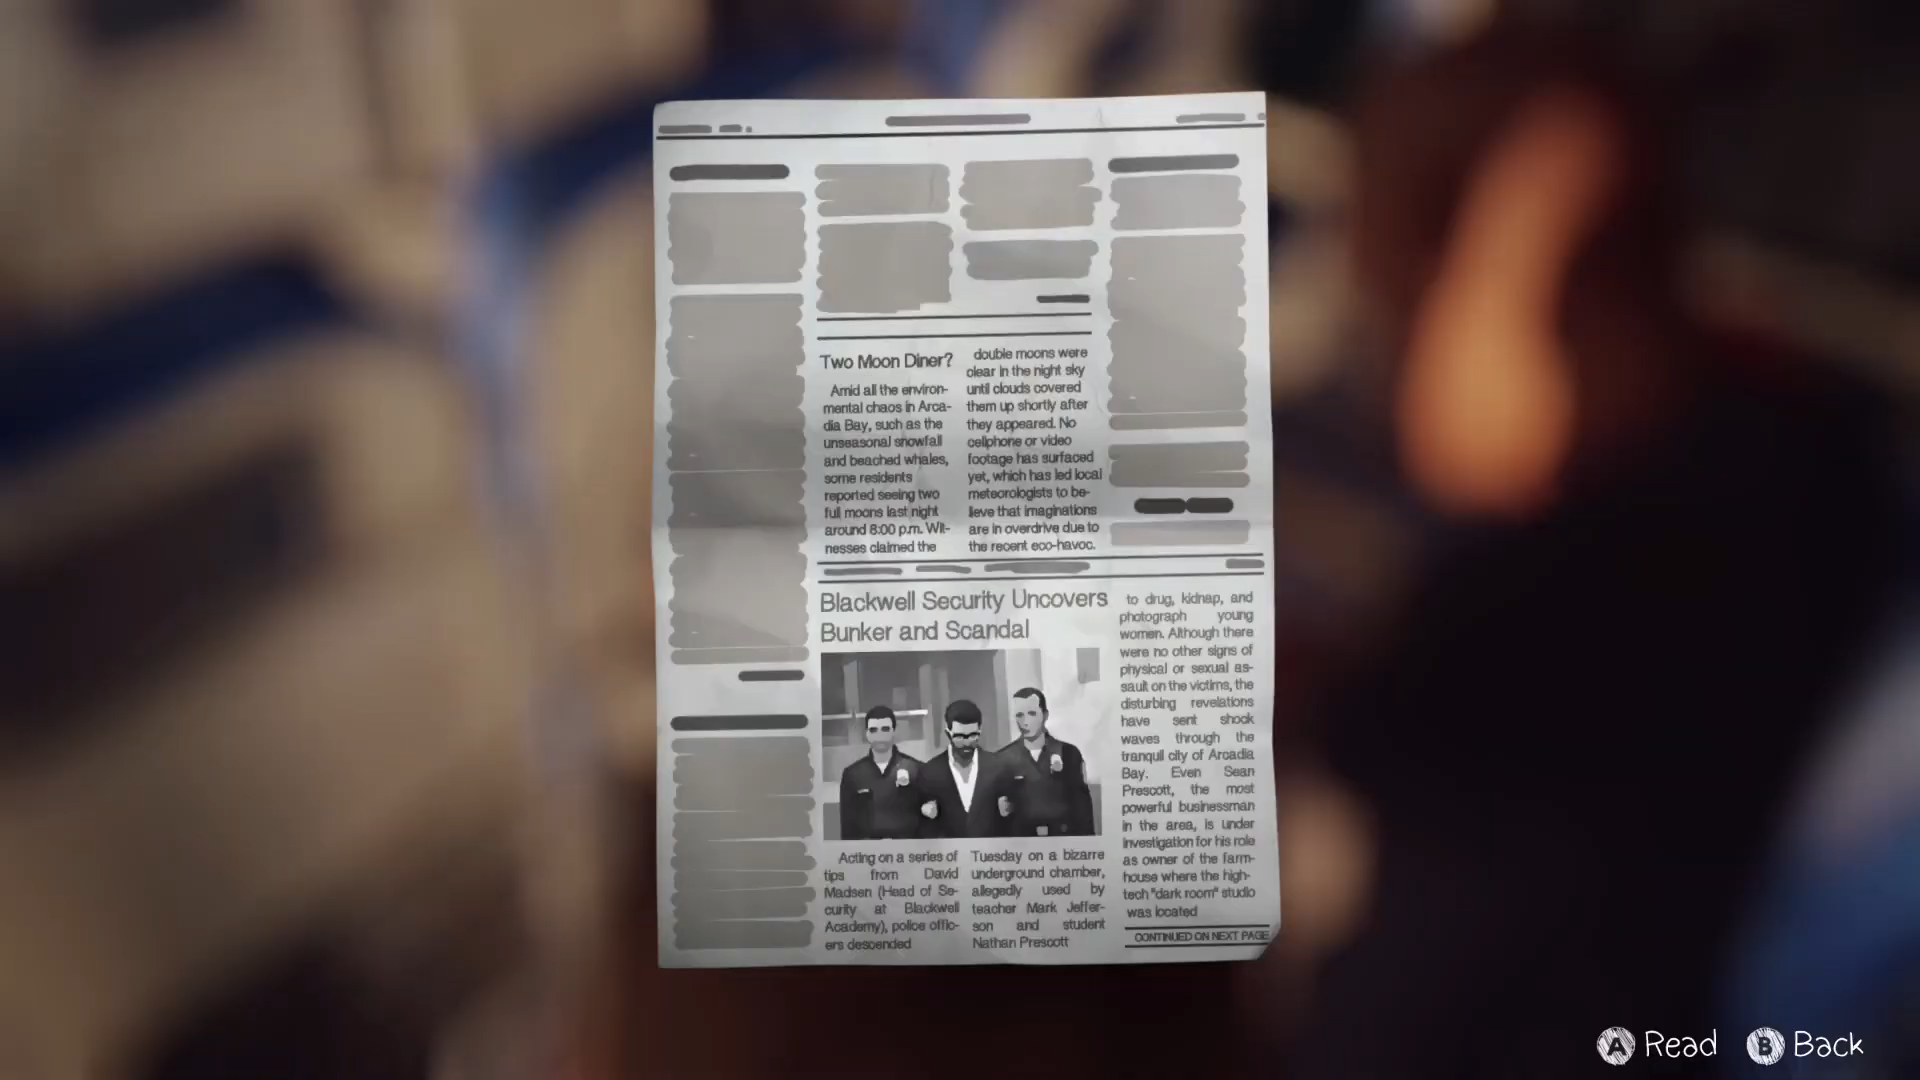 Two Moon Diner?
Amid all the environ-
mental chaos in Arca-
dia Bay, such as the
unseasonal snowfall
and beached whales,
some residents
reported seeing two
full moons last night
around 8:00 p.m. Wit-
nesses claimed the
double moons were
clear in the night sky
until clouds covered
them up shortly after
they appeared. No
cellphone or video
footage has surfaced
yet, which has led local
meteorologists to be-
lieve that imaginations
are in overdrive due to
the recent eco-havoc.
Blackwell Security Uncovers
Bunker and Scandal
Acting on a series of
tips from David
Madsen (Head of Se-
curity at Blackwell
Academy), police offic-
ers descended
Tuesday on a bizarre
underground chamber,
allegedly used by
teacher Mark Jeffer-
son and student
Nathan Prescott
to drug, kidnap, and
photograph young
women. Although there
were no other signs of
physical or sexual as-
sault on the victims, the
disturbing revelations
have sent shock
waves through the
tranquil city of Arcadia
Bay. Even Sean
Prescott, the most
powerful businessman
in the area, is under
investigation for his role
as owner of the farm-
house where the high-
tech "dark room" studio
was located
CONTINUED ON NEXT PAGE
A Read B Back